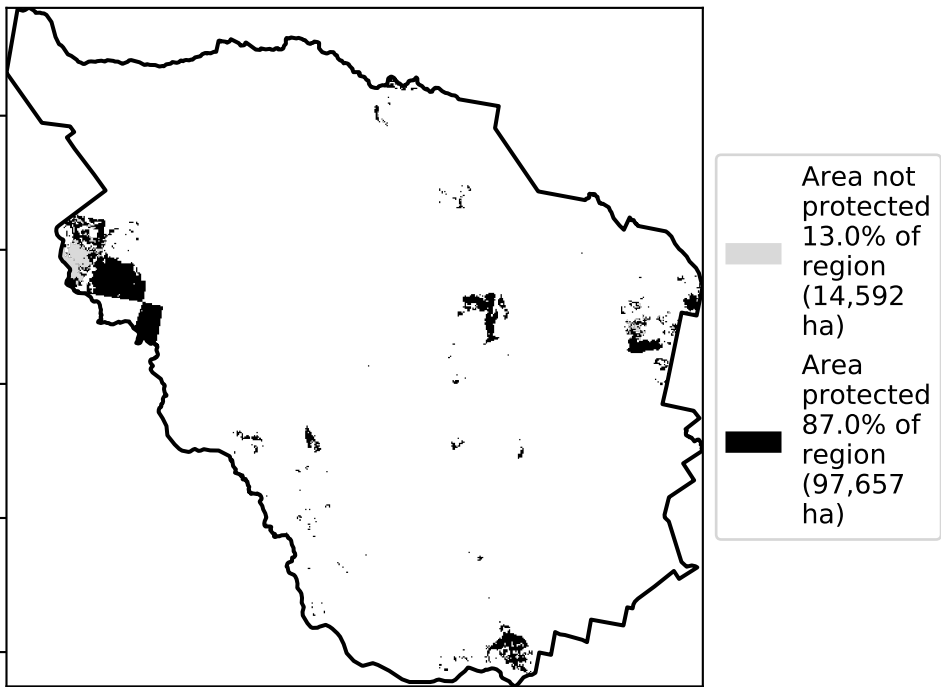 Area not
protected
13.0% of
region
(14,592
ha)
Area
protected
87.0% of
region
(97,657
ha)